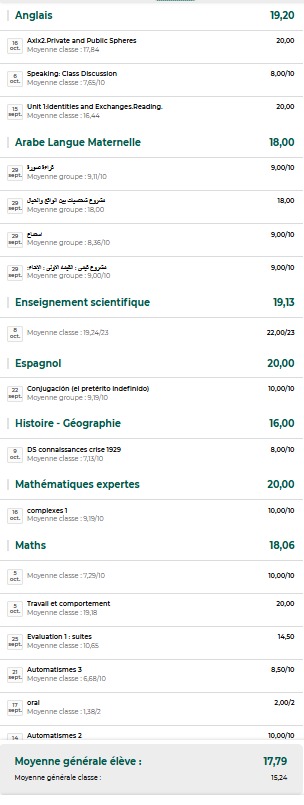 Anglais 19,20
16 oct. Axix2.Private and Public Spheres 20,00
Moyenne classe : 17,84
6 oct. Speaking: Class Discussion 8,00/10
Moyenne classe : 7,65/10
15 sept. Unit 1:Identities and Exchanges.Reading. 20,00
Moyenne classe : 16,44
Arabe Langue Maternelle 18,00
29 sept. قراءة صورة 9,00/10
Moyenne groupe : 9,11/10
29 sept. مشروع شخصيات بين الواقع والخيال 18,00
Moyenne groupe : 18,00
29 sept. استماع 9,00/10
Moyenne groupe : 8,36/10
29 sept. 9,00/10
Moyenne groupe : 9,00/10
Enseignement scientifique 19,13
8 oct. Moyenne classe : 19,24/23 22,00/23
Espagnol 20,00
22 sept. Conjugación (el pretérito indefinido) 10,00/10
Moyenne groupe : 9,19/10
Histoire - Géographie 16,00
9 oct. DS connaissances crise 1929 8,00/10
Moyenne classe : 7,13/10
Mathématiques expertes 20,00
16 oct. complexes 1 10,00/10
Moyenne classe : 9,19/10
Maths 18,06
5 oct. Moyenne classe : 7,29/10 10,00/10
5 oct. Travail et comportement 20,00
Moyenne classe : 19,18
25 sept. Evaluation 1 : suites 14,50
Moyenne classe : 10,65
21 sept. Automatismes 3 8,50/10
Moyenne classe : 6,68/10
17 sept. oral 2,00/2
Moyenne classe : 1,38/2
14 Automatismes 2 10,00/10
Moyenne générale élève : 17,79
Moyenne générale classe : 15,24